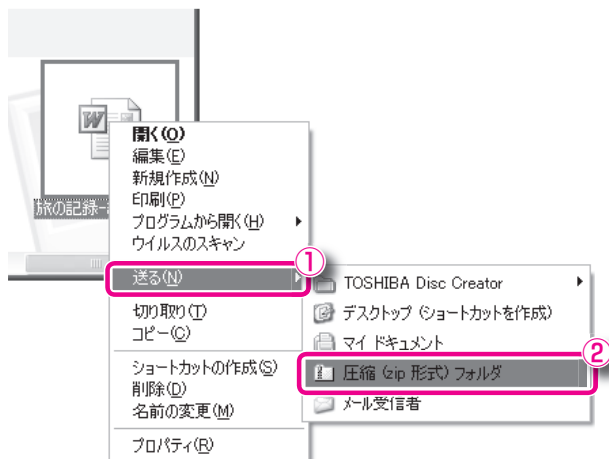 旅の記録-
開く(O)
編集(E)
新規作成(N)
印刷(P)
プログラムから開く(H)
ウイルスのスキャン
送る(N)
切り取り(T)
コピー(C)
ショートカットの作成(S)
削除(D)
名前の変更(M)
プロパティ(R)
①
TOSHIBA Disc Creator
デスクトップ (ショートカットを作成)
マイ ドキュメント
②
圧縮 (zip 形式) フォルダ
メール受信者